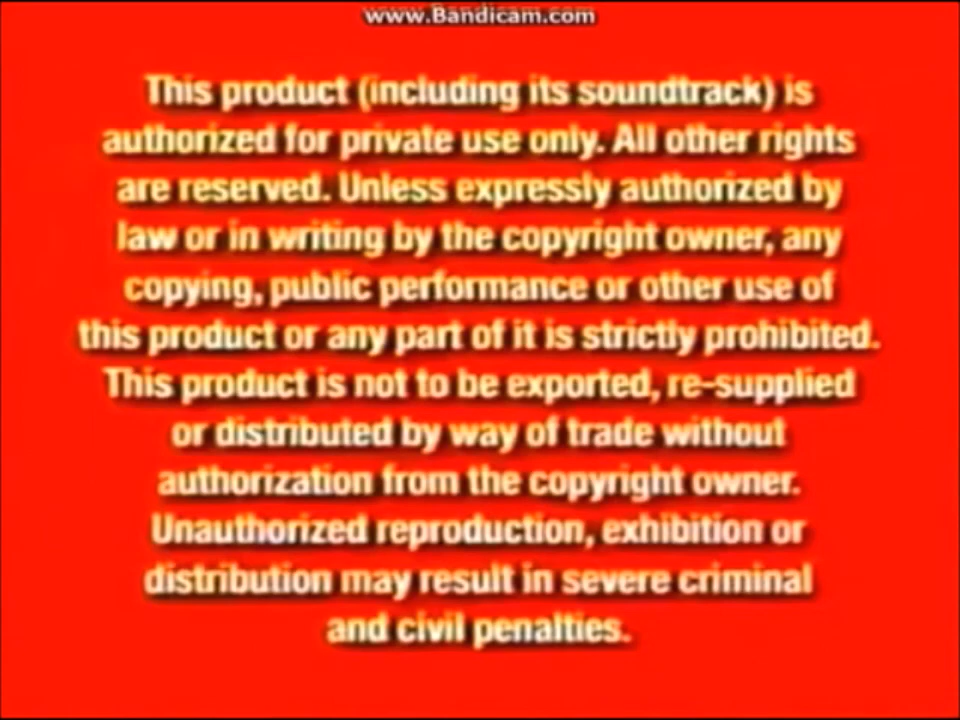 www.Bandicam.com
This product (including its soundtrack) is
authorized for private use only. All other rights
are reserved. Unless expressly authorized by
law or in writing by the copyright owner, any
copying, public performance or other use of
this product or any part of it is strictly prohibited.
This product is not to be exported, re-supplied
or distributed by way of trade without
authorization from the copyright owner.
Unauthorized reproduction, exhibition or
distribution may result in severe criminal
and civil penalties.